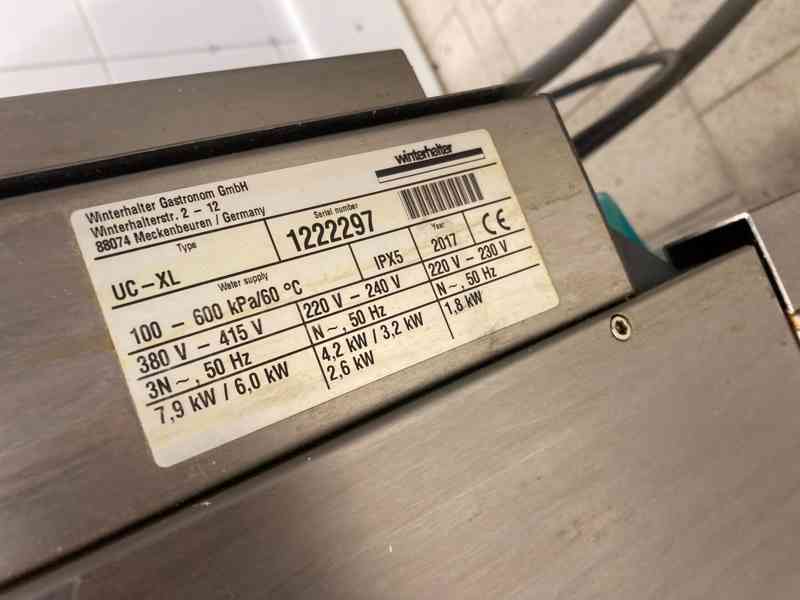 winterhalter
Winterhalter Gastronom GmbH
Winterhalterstr. 2 - 12
88074 Meckenbeuren / Germany
Type
UC-XL
Serial number
1222297
Water supply
100 - 600 kPa/60 °C
IPX5
Year
2017
CE
380 V - 415 V
3N ~, 50 Hz
7,9 kW / 6,0 kW
220 V - 240 V
N ~, 50 Hz
4,2 kW / 3,2 kW
2,6 kW
220 V - 230 V
N ~, 50 Hz
1,8 kW